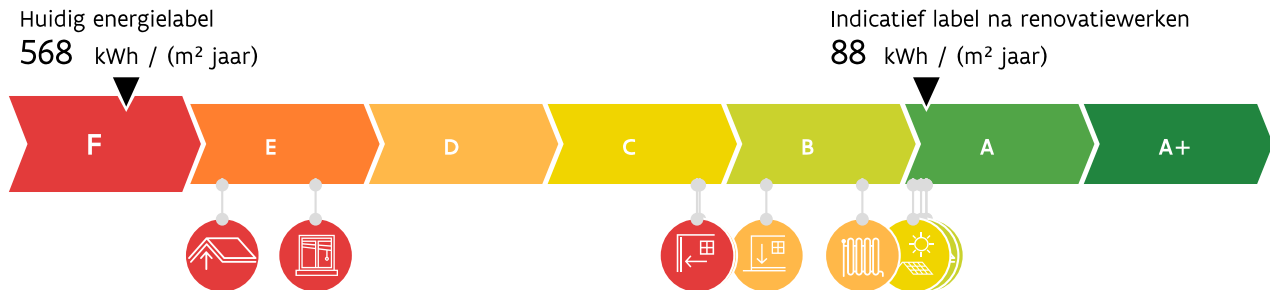 Huidig energielabel
568 kWh / (m² jaar)
Indicatief label na renovatiewerken
88 kWh / (m² jaar)
F E D C B A A+